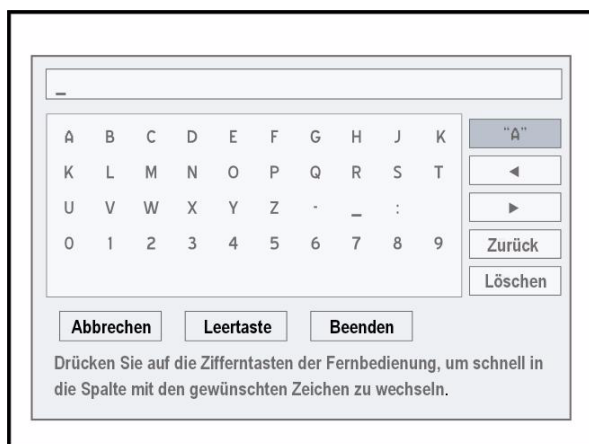 _
A B C D E F G H J K "A"
K L M N O P Q R S T ◄
U V W X Y Z - _ : ►
0 1 2 3 4 5 6 7 8 9 Zurück
Löschen
Abbrechen Leertaste Beenden
Drücken Sie auf die Zifferntasten der Fernbedienung, um schnell in
die Spalte mit den gewünschten Zeichen zu wechseln.